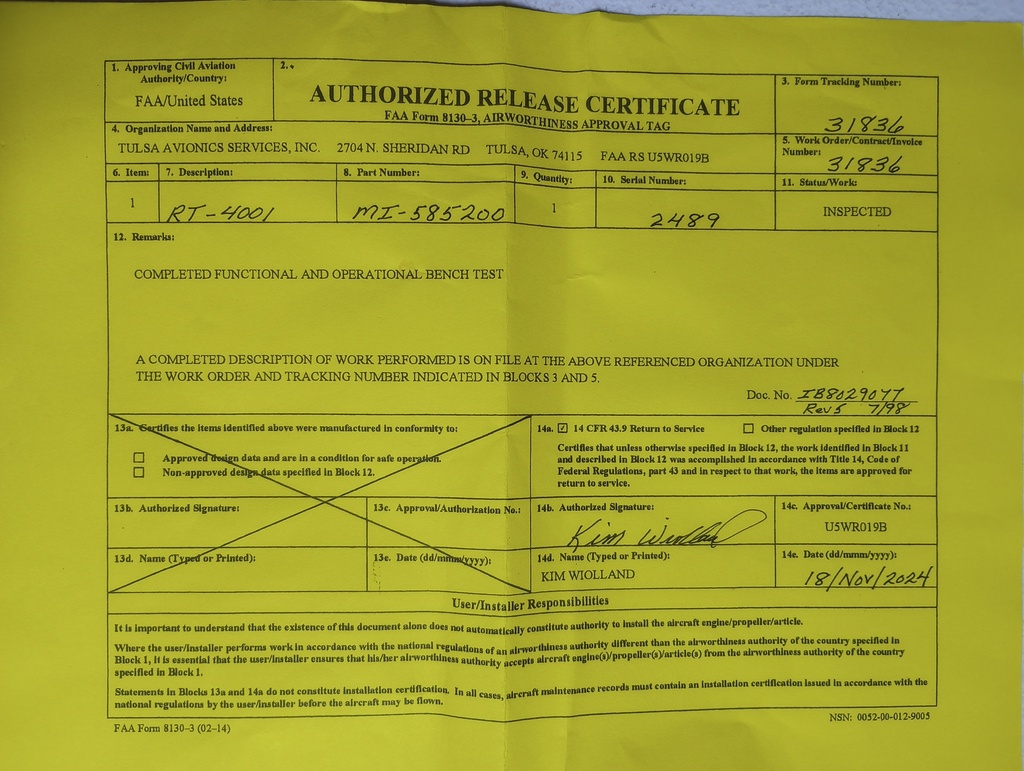 1. Approving Civil Aviation Authority/Country:
FAA/United States
2.
AUTHORIZED RELEASE CERTIFICATE
FAA Form 8130-3, AIRWORTHINESS APPROVAL TAG
3. Form Tracking Number:
31836
4. Organization Name and Address:
TULSA AVIONICS SERVICES, INC. 2704 N. SHERIDAN RD TULSA, OK 74115 FAA RS U5WR019B
5. Work Order/Contract/Invoice Number:
31836
6. Item: 7. Description: 8. Part Number: 9. Quantity: 10. Serial Number: 11. Status/Work:
1 RT-4001 MI-585200 1 2489 INSPECTED
12. Remarks:
COMPLETED FUNCTIONAL AND OPERATIONAL BENCH TEST
A COMPLETED DESCRIPTION OF WORK PERFORMED IS ON FILE AT THE ABOVE REFERENCED ORGANIZATION UNDER
THE WORK ORDER AND TRACKING NUMBER INDICATED IN BLOCKS 3 AND 5.
Doc. No. IB8029077
Rev 5 7/98
13a. Certifies the items identified above were manufactured in conformity to:
Approved design data and are in a condition for safe operation.
Non-approved design data specified in Block 12.
14a. ☑ 14 CFR 43.9 Return to Service ☐ Other regulation specified in Block 12
Certifies that unless otherwise specified in Block 12, the work identified in Block 11
and described in Block 12 was accomplished in accordance with Title 14, Code of
Federal Regulations, part 43 and in respect to that work, the items are approved for
return to service.
13b. Authorized Signature: 13c. Approval/Authorization No.:
14b. Authorized Signature: 14c. Approval/Certificate No.:
Kim Wiolland U5WR019B
13d. Name (Typed or Printed): 13e. Date (dd/mmm/yyyy):
14d. Name (Typed or Printed): 14e. Date (dd/mmm/yyyy):
KIM WIOLLAND 18/Nov/2024
User/Installer Responsibilities
It is important to understand that the existence of this document alone does not automatically constitute authority to install the aircraft engine/propeller/article.
Where the user/installer performs work in accordance with the national regulations of an airworthiness authority different than the airworthiness authority of the country specified in
Block 1, it is essential that the user/installer ensures that his/her airworthiness authority accepts aircraft engine(s)/propeller(s)/article(s) from the airworthiness authority of the country
specified in Block 1.
Statements in Blocks 13a and 14a do not constitute installation certification. In all cases, aircraft maintenance records must contain an installation certification issued in accordance with the
national regulations by the user/installer before the aircraft may be flown.
FAA Form 8130-3 (02-14)
NSN: 0052-00-012-9005